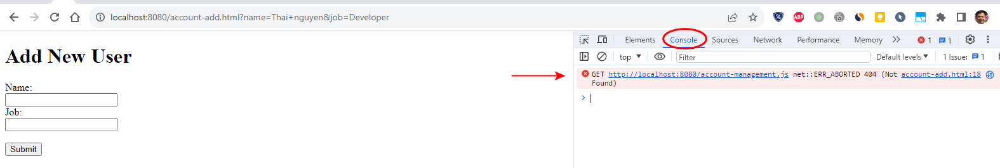 localhost:8080/account-add.html?name=Thai+nguyen&job=Developer
ABP
Add New User
Name:
Job:
Submit
Elements Console Sources Network Performance Memory 1 1
top Filter Default levels 1 Issue: 1
GET http://localhost:8080/account-management.js net::ERR_ABORTED 404 (Not account-add.html:18
Found)